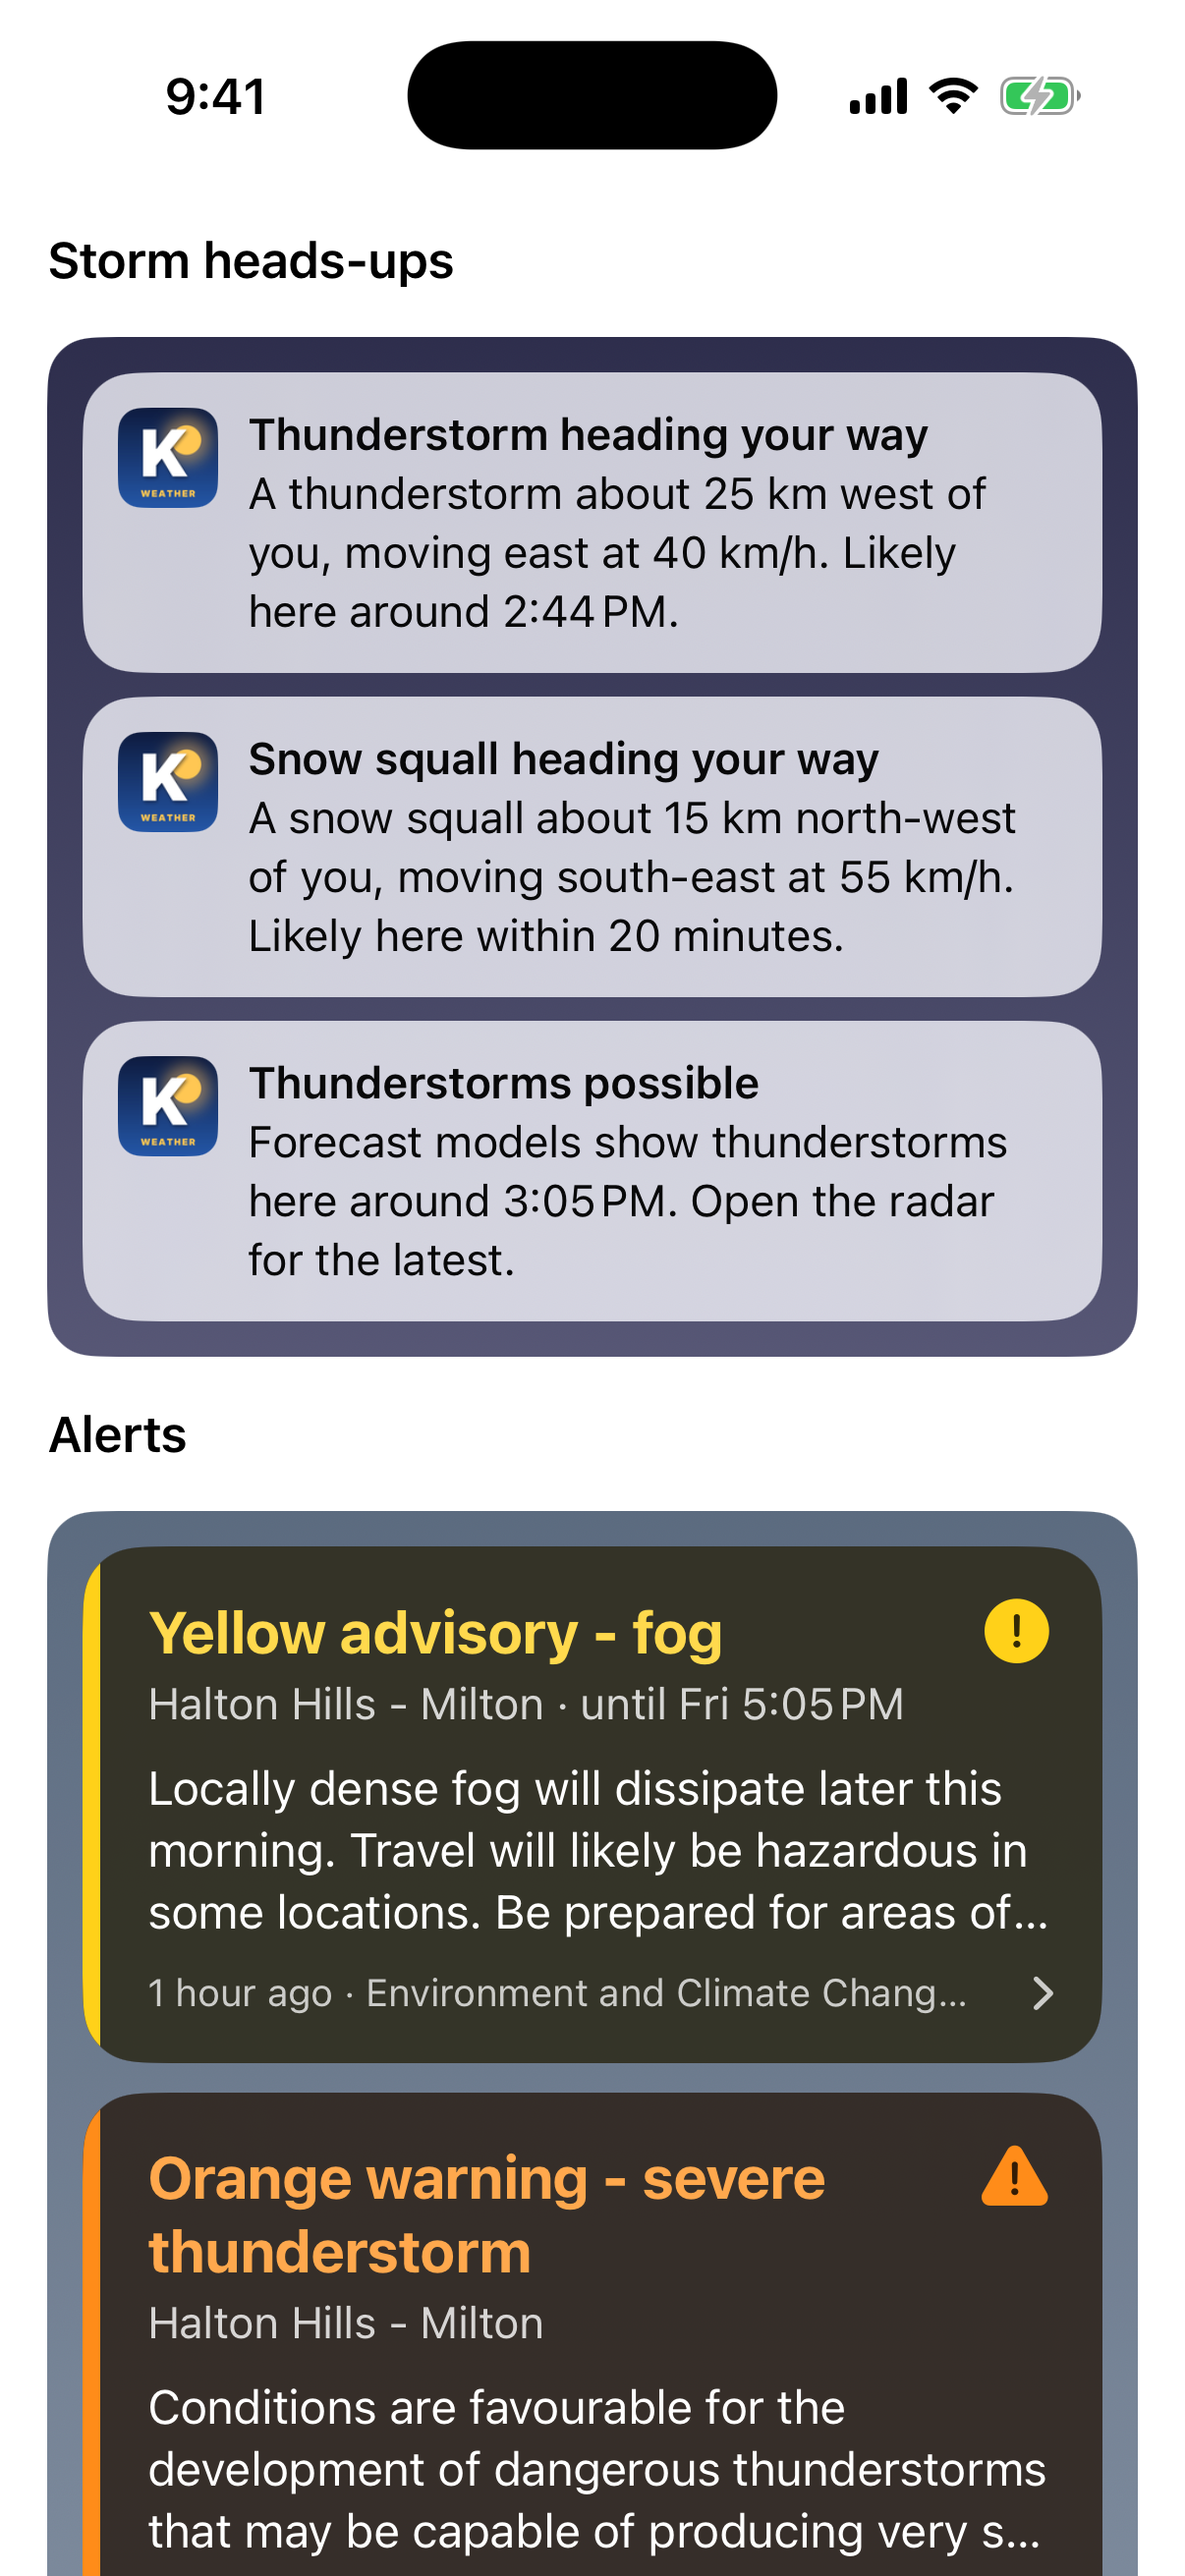 9:41
Storm heads-ups
K
WEATHER
Thunderstorm heading your way
A thunderstorm about 25 km west of
you, moving east at 40 km/h. Likely
here around 2:44 PM.
K
WEATHER
Snow squall heading your way
A snow squall about 15 km north-west
of you, moving south-east at 55 km/h.
Likely here within 20 minutes.
K
WEATHER
Thunderstorms possible
Forecast models show thunderstorms
here around 3:05 PM. Open the radar
for the latest.
Alerts
Yellow advisory - fog
Halton Hills - Milton · until Fri 5:05 PM
Locally dense fog will dissipate later this
morning. Travel will likely be hazardous in
some locations. Be prepared for areas of...
1 hour ago · Environment and Climate Chang...
Orange warning - severe
thunderstorm
Halton Hills - Milton
Conditions are favourable for the
development of dangerous thunderstorms
that may be capable of producing very s...